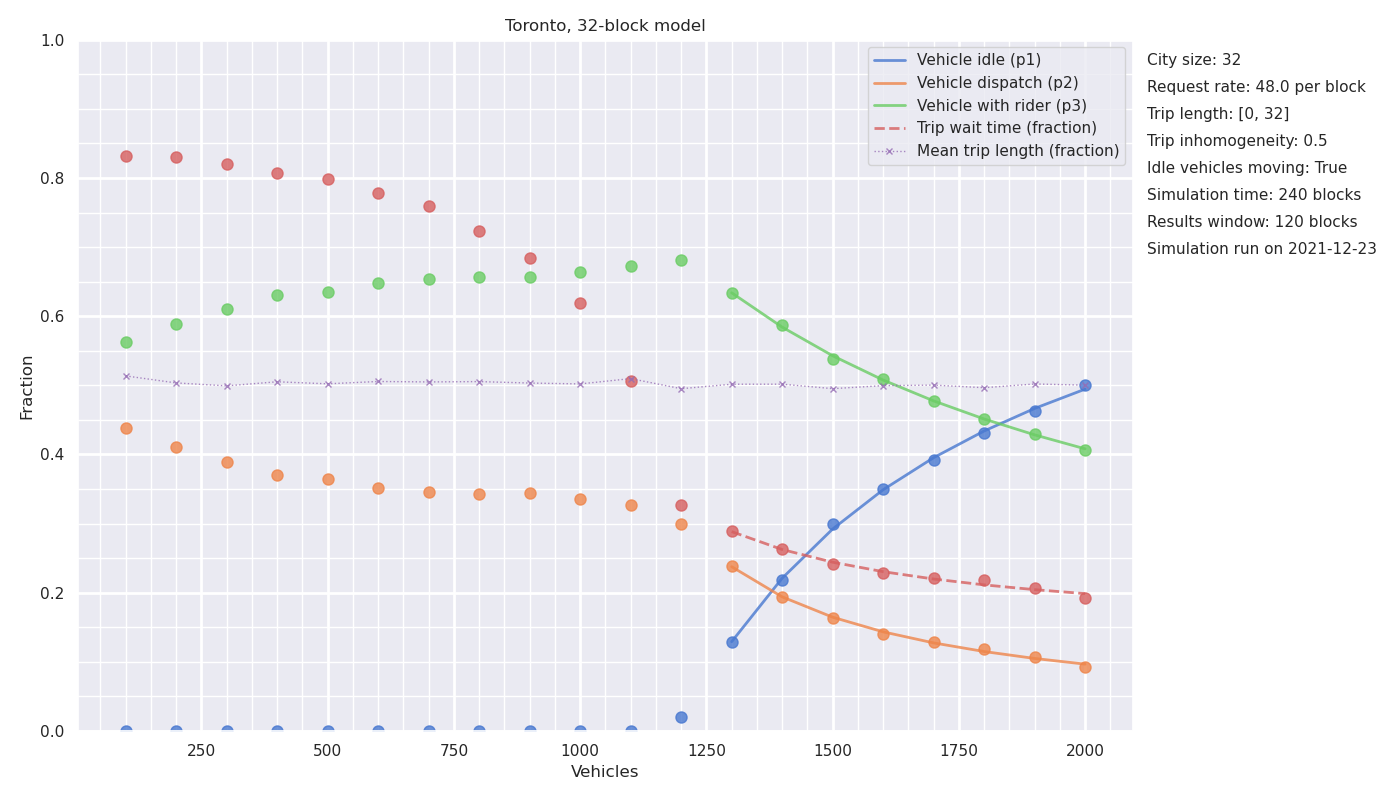 Toronto, 32-block model
1.0
0.8
0.6
0.4
0.2
0.0
Fraction
250
500
750
1000
1250
1500
1750
2000
Vehicles
Vehicle idle (p1)
Vehicle dispatch (p2)
Vehicle with rider (p3)
Trip wait time (fraction)
Mean trip length (fraction)
City size: 32
Request rate: 48.0 per block
Trip length: [0, 32]
Trip inhomogeneity: 0.5
Idle vehicles moving: True
Simulation time: 240 blocks
Results window: 120 blocks
Simulation run on 2021-12-23